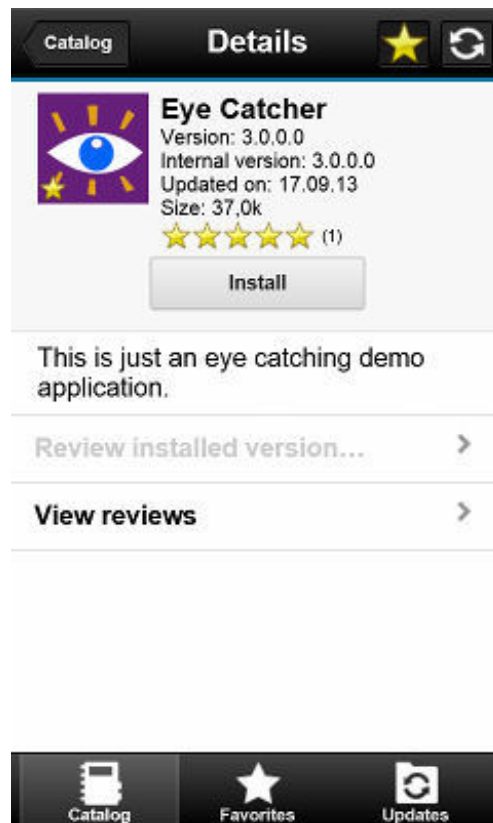 Catalog
Details
Eye Catcher
Version: 3.0.0.0
Internal version: 3.0.0.0
Updated on: 17.09.13
Size: 37,0k
(1)
Install
This is just an eye catching demo
application.
Review installed version...
View reviews
Catalog
Favorites
Updates